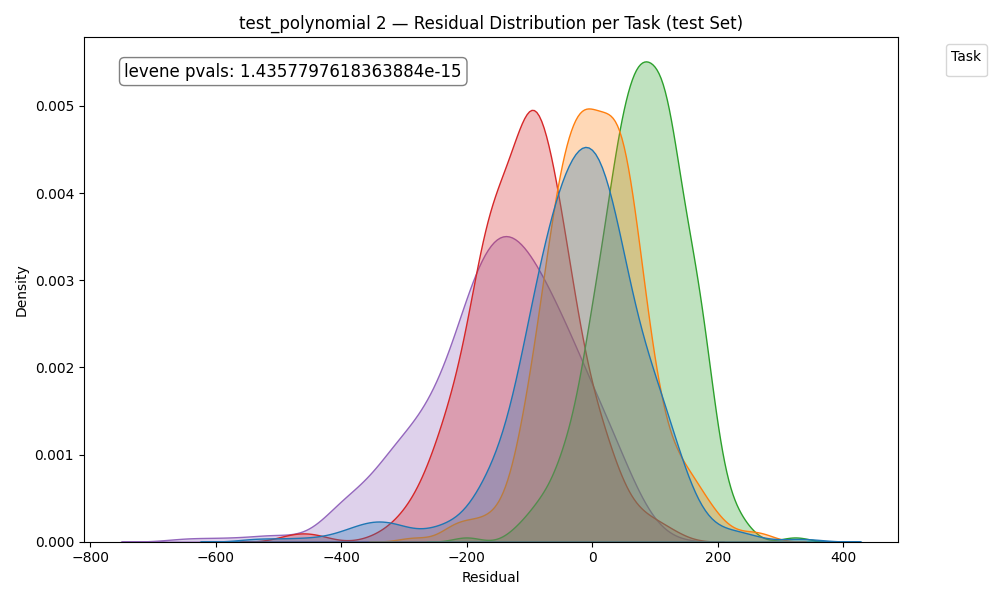 test_polynomial 2 — Residual Distribution per Task (test Set)
levene pvals: 1.4357797618363884e-15
Task
0.005
0.004
0.003
0.002
0.001
0.000
Density
−800
−600
−400
−200
0
200
400
Residual